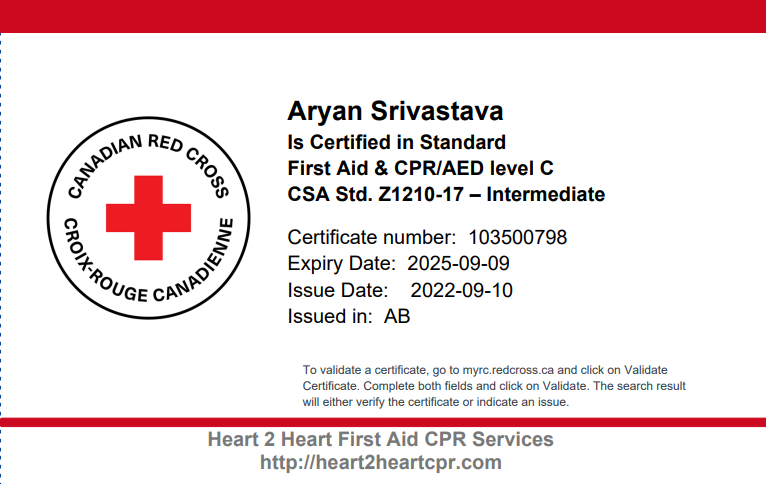 CANADIAN RED CROSS
CROIX-ROUGE CANADIENNE
Aryan Srivastava
Is Certified in Standard
First Aid & CPR/AED level C
CSA Std. Z1210-17 – Intermediate
Certificate number: 103500798
Expiry Date: 2025-09-09
Issue Date: 2022-09-10
Issued in: AB
To validate a certificate, go to myrc.redcross.ca and click on Validate
Certificate. Complete both fields and click on Validate. The search result
will either verify the certificate or indicate an issue.
Heart 2 Heart First Aid CPR Services
http://heart2heartcpr.com